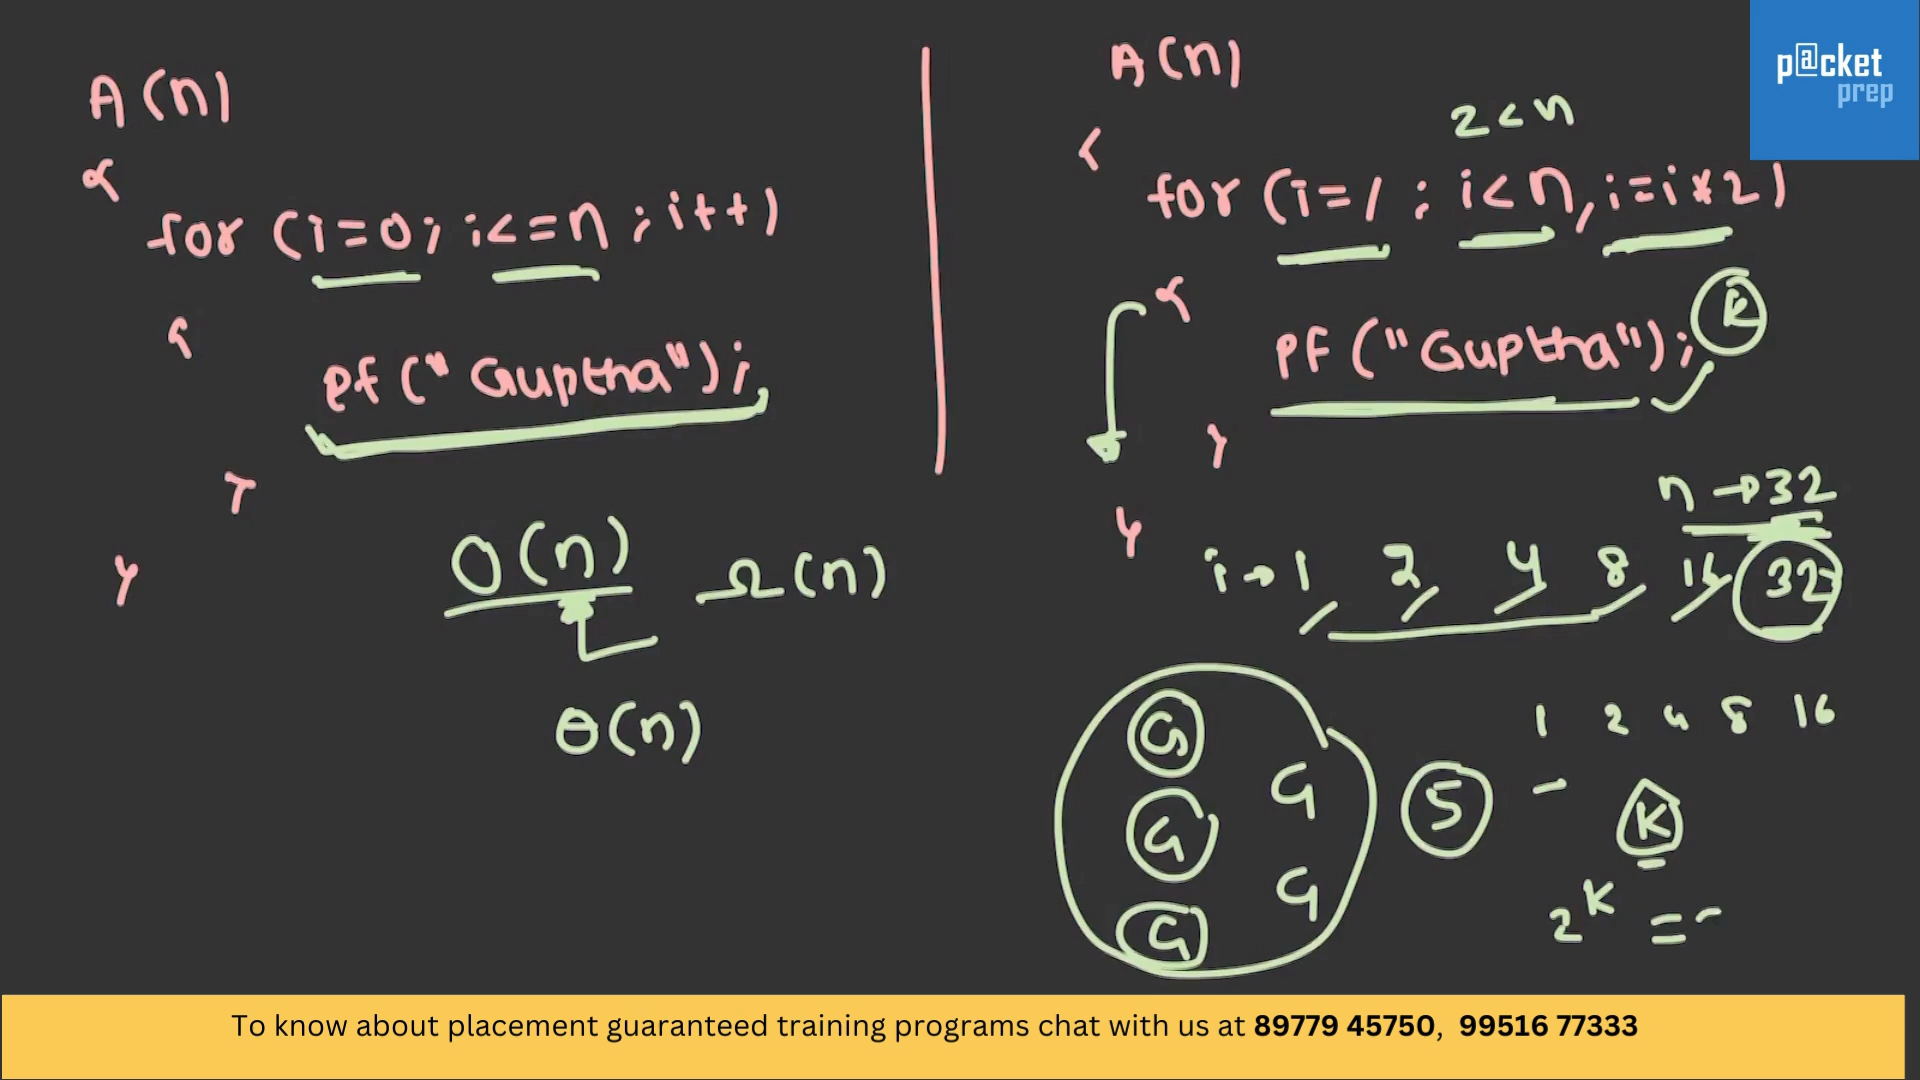 A(n)
{
for (i=0; i<=n ; i++)
{
pf ("Guptha");
}
}
O(n) Ω(n)
θ(n)
A(n)
2<n
{
for (i=1 ; i<n, i=i*2)
{
pf ("Guptha"); K
}
}
n → 32
i → 1, 2, 4 8 16 32
1 2 4 8 16
G
G
G
G
G
5 - K
2^K =
p@cket
prep
To know about placement guaranteed training programs chat with us at 89779 45750, 99516 77333